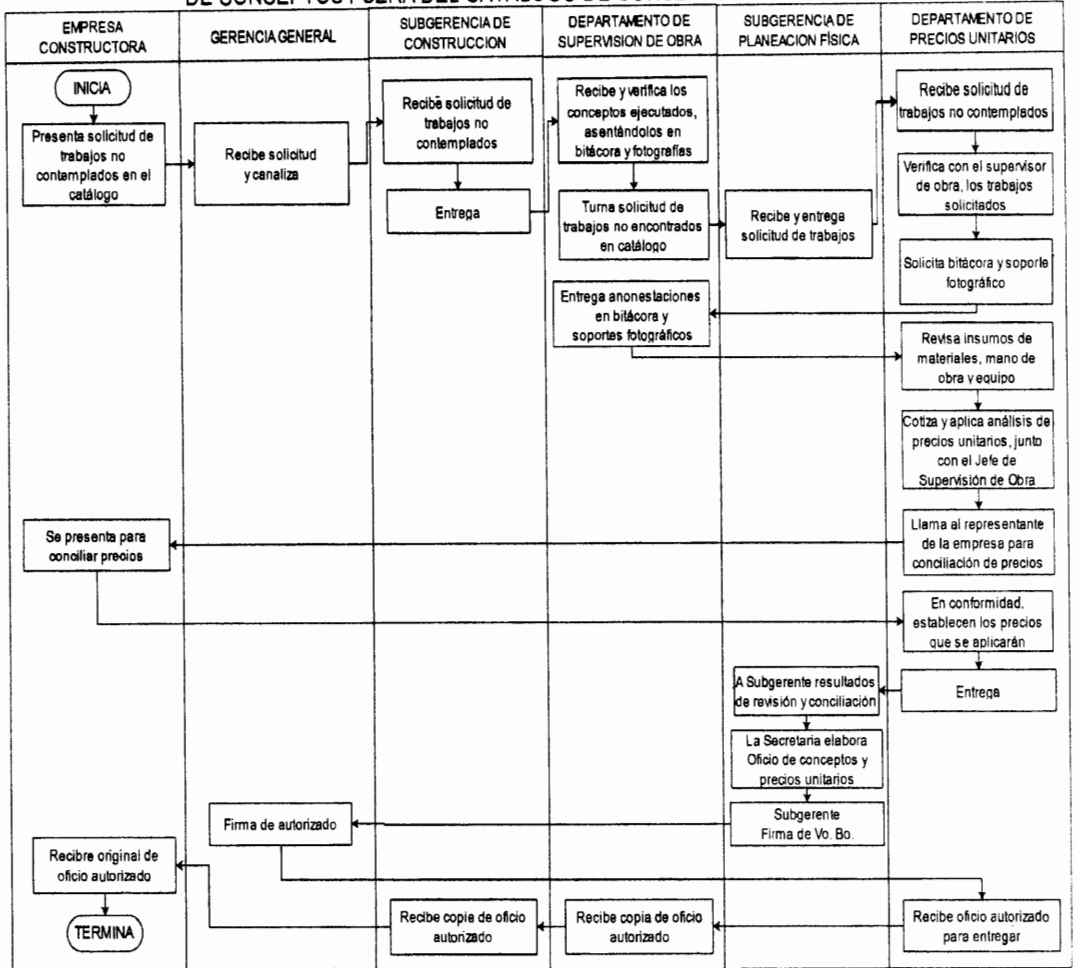 EMPRESA
CONSTRUCTORA
GERENCIA GENERAL
SUBGERENCIA DE
CONSTRUCCION
DEPARTAMENTO DE
SUPERVISION DE OBRA
SUBGERENCIA DE
PLANEACION FÍSICA
DEPARTAMENTO DE
PRECIOS UNITARIOS
INICIA
Presenta solicitud de
trabajos no
contemplados en el
catálogo
Recibe solicitud
y canaliza
Recibe solicitud de
trabajos no
contemplados
Entrega
Recibe y verifica los
conceptos ejecutados,
asentándolos en
bitácora y fotografías
Turna solicitud de
trabajos no encontrados
en catálogo
Recibe y entrega
solicitud de trabajos
Recibe solicitud de
trabajos no contemplados
Verifica con el supervisor
de obra, los trabajos
solicitados
Solicita bitácora y soporte
fotográfico
Entrega anonestaciones
en bitácora y
soportes fotográficos
Revisa insumos de
materiales, mano de
obra y equipo
Cotiza y aplica análisis de
precios unitarios, junto
con el Jefe de
Supervisión de Obra
Llama al representante
de la empresa para
conciliación de precios
Se presenta para
conciliar precios
En conformidad,
establecen los precios
que se aplicarán
Entrega
A Subgerente resultados
de revisión y conciliación
La Secretaria elabora
Oficio de conceptos y
precios unitarios
Subgerente
Firma de Vo. Bo.
Firma de autorizado
Recibe oficio autorizado
para entregar
Recibe copia de oficio
autorizado
Recibe copia de oficio
autorizado
Recibre original de
oficio autorizado
TERMINA